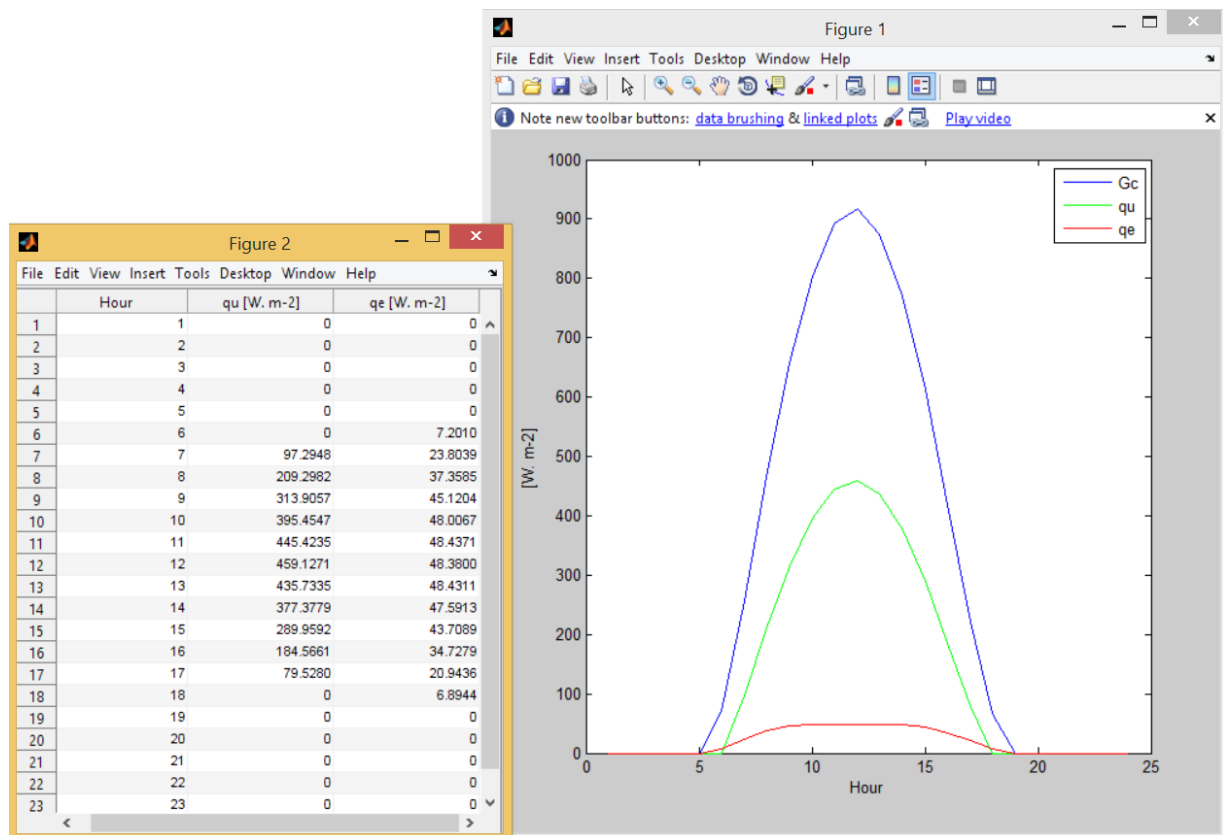 Figure 1
File Edit View Insert Tools Desktop Window Help
Note new toolbar buttons: data brushing & linked plots Play video
1000
900
800
700
600
500
400
300
200
100
0
[W. m-2]
0 5 10 15 20 25
Hour
Gc
qu
qe
Figure 2
File Edit View Insert Tools Desktop Window Help
Hour qu [W. m-2] qe [W. m-2]
1 1 0 0
2 2 0 0
3 3 0 0
4 4 0 0
5 5 0 0
6 6 0 7.2010
7 7 97.2948 23.8039
8 8 209.2982 37.3585
9 9 313.9057 45.1204
10 10 395.4547 48.0067
11 11 445.4235 48.4371
12 12 459.1271 48.3800
13 13 435.7335 48.4311
14 14 377.3779 47.5913
15 15 289.9592 43.7089
16 16 184.5661 34.7279
17 17 79.5280 20.9436
18 18 0 6.8944
19 19 0 0
20 20 0 0
21 21 0 0
22 22 0 0
23 23 0 0